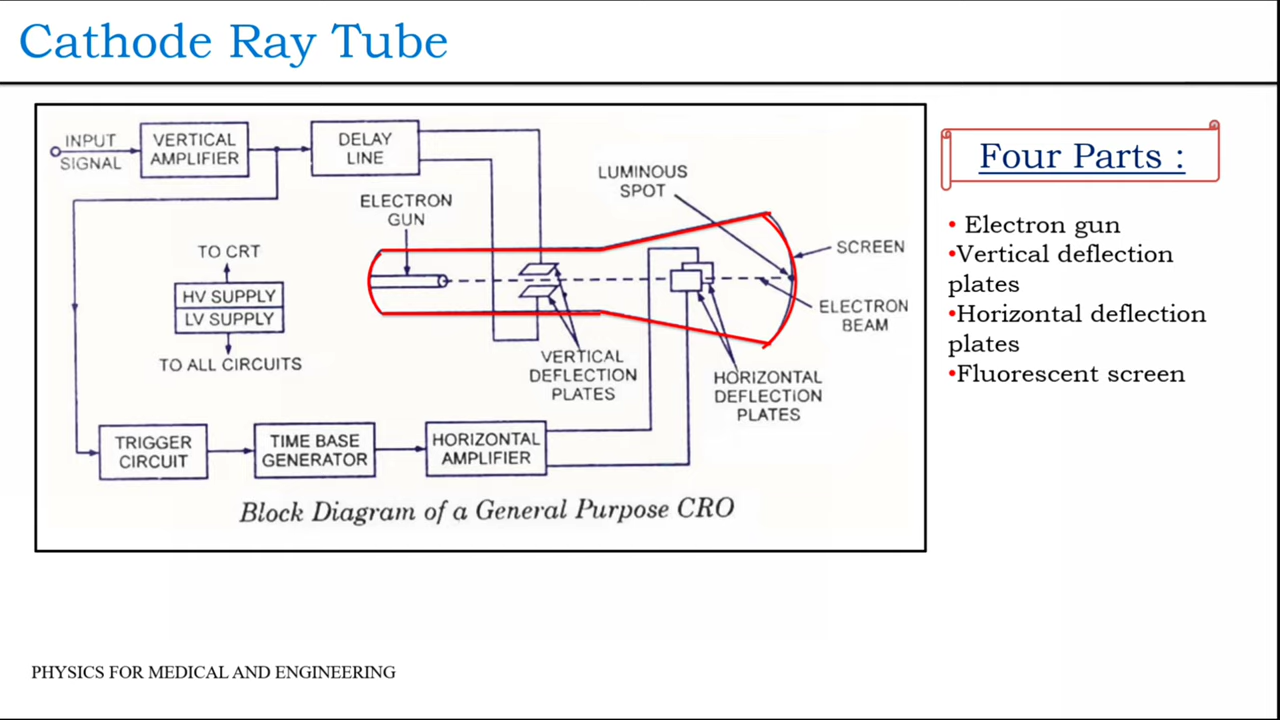 Cathode Ray Tube
INPUT
SIGNAL
VERTICAL
AMPLIFIER
DELAY
LINE
LUMINOUS
SPOT
ELECTRON
GUN
SCREEN
TO CRT
HV SUPPLY
LV SUPPLY
TO ALL CIRCUITS
ELECTRON
BEAM
VERTICAL
DEFLECTION
PLATES
HORIZONTAL
DEFLECTION
PLATES
TRIGGER
CIRCUIT
TIME BASE
GENERATOR
HORIZONTAL
AMPLIFIER
Block Diagram of a General Purpose CRO
Four Parts :
• Electron gun
•Vertical deflection
plates
•Horizontal deflection
plates
•Fluorescent screen
PHYSICS FOR MEDICAL AND ENGINEERING